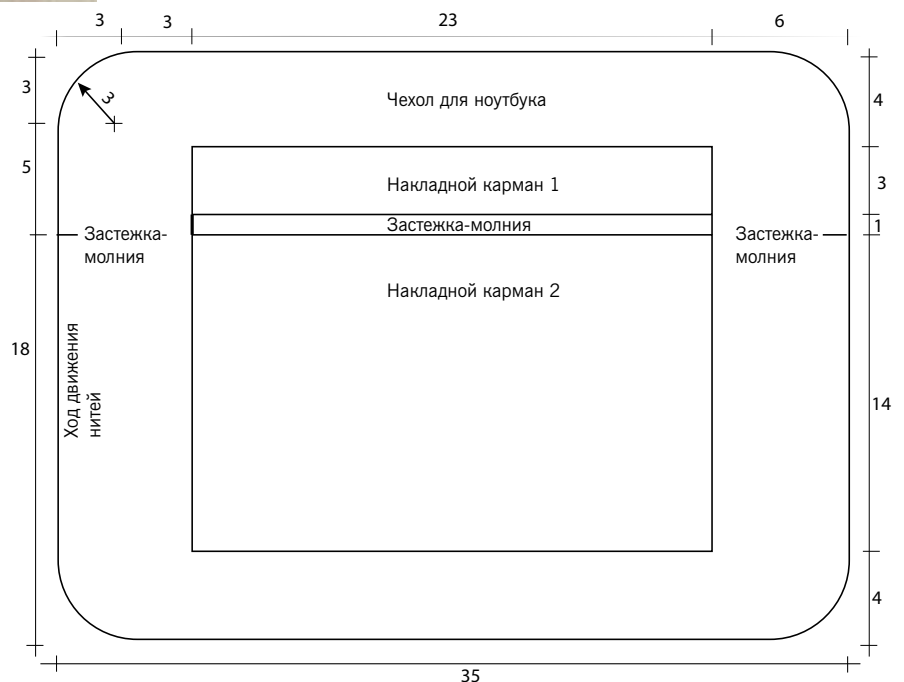 3
3
23
6
3
3
4
Чехол для ноутбука
5
Накладной карман 1
3
Застежка-молния
1
Застежка-
молния
Застежка-
молния
Накладной карман 2
18
Ход движения
нитей
14
4
35